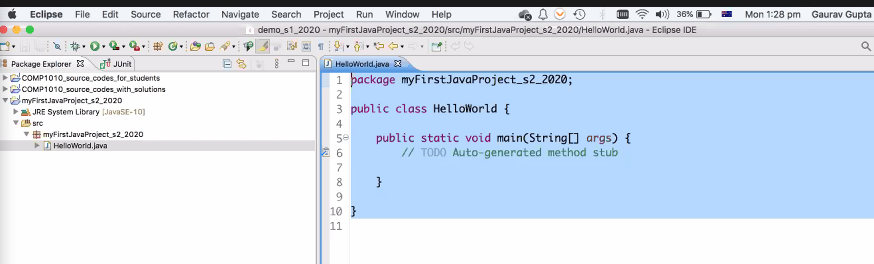 Eclipse File Edit Source Refactor Navigate Search Project Run Window Help 36% Mon 1:28 pm Gaurav Gupta
demo_s1_2020 - myFirstJavaProject_s2_2020/src/myFirstJavaProject_s2_2020/HelloWorld.java - Eclipse IDE
Package Explorer JUnit
COMP1010_source_codes_for_students
COMP1010_source_codes_with_solutions
myFirstJavaProject_s2_2020
JRE System Library [JavaSE-10]
src
myFirstJavaProject_s2_2020
HelloWorld.java
HelloWorld.java
1 package myFirstJavaProject_s2_2020;
2
3 public class HelloWorld {
4
5 public static void main(String[] args) {
6 // TODO Auto-generated method stub
7
8 }
9
10 }
11